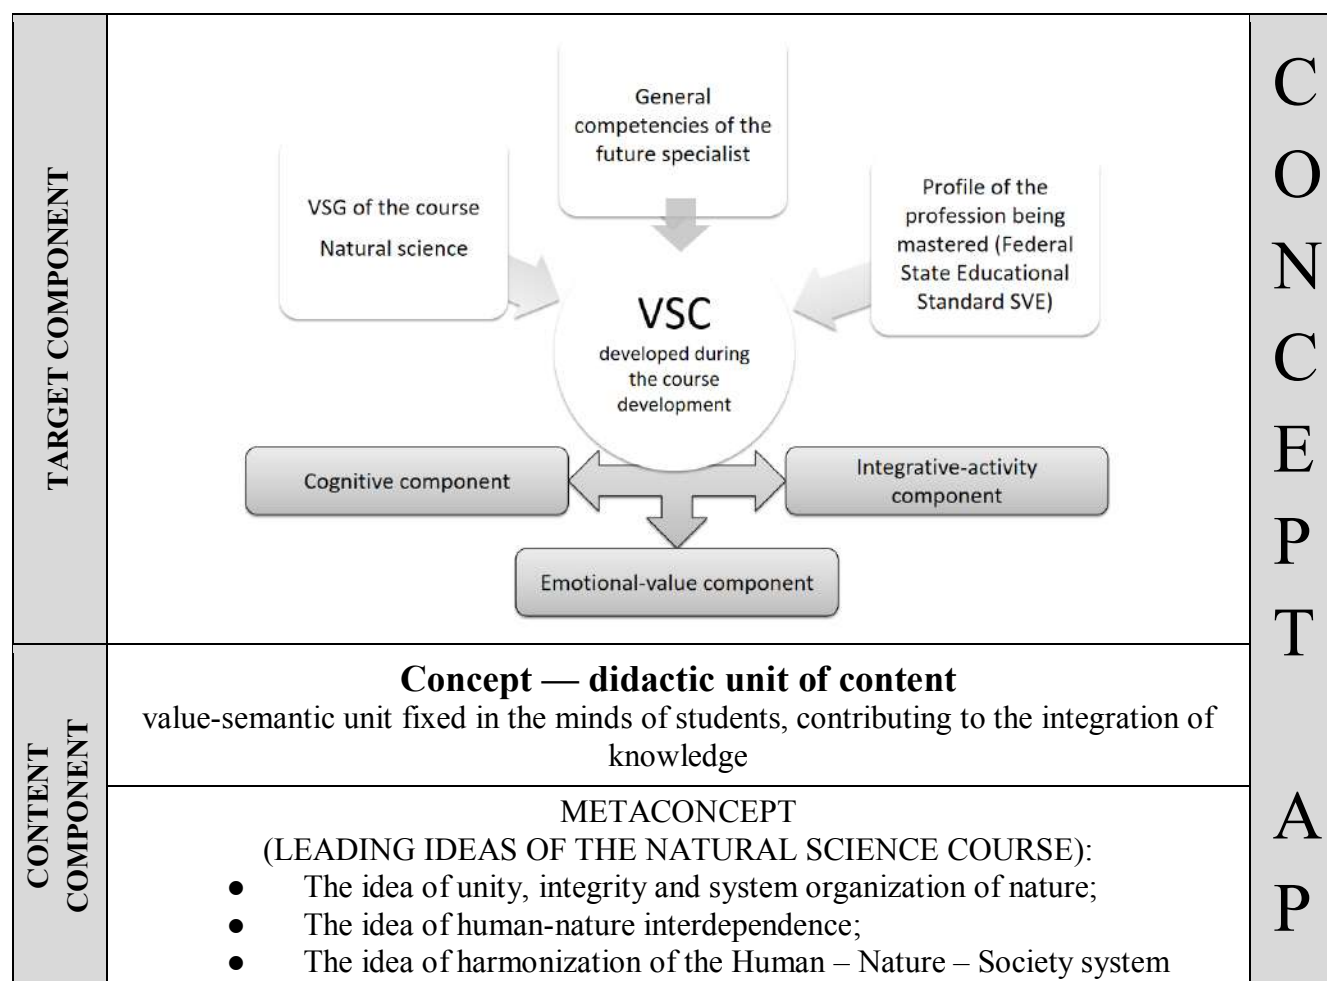 TARGET COMPONENT
General
competencies of the
future specialist
VSG of the course
Natural science
Profile of the
profession being
mastered (Federal
State Educational
Standard SVE)
VSC
developed during
the course
development
Cognitive component
Integrative-activity
component
Emotional-value component
CONTENT
COMPONENT
Concept — didactic unit of content
value-semantic unit fixed in the minds of students, contributing to the integration of
knowledge
METACONCEPT
(LEADING IDEAS OF THE NATURAL SCIENCE COURSE):
● The idea of unity, integrity and system organization of nature;
● The idea of human-nature interdependence;
● The idea of harmonization of the Human – Nature – Society system
C
O
N
C
E
P
T
A
P